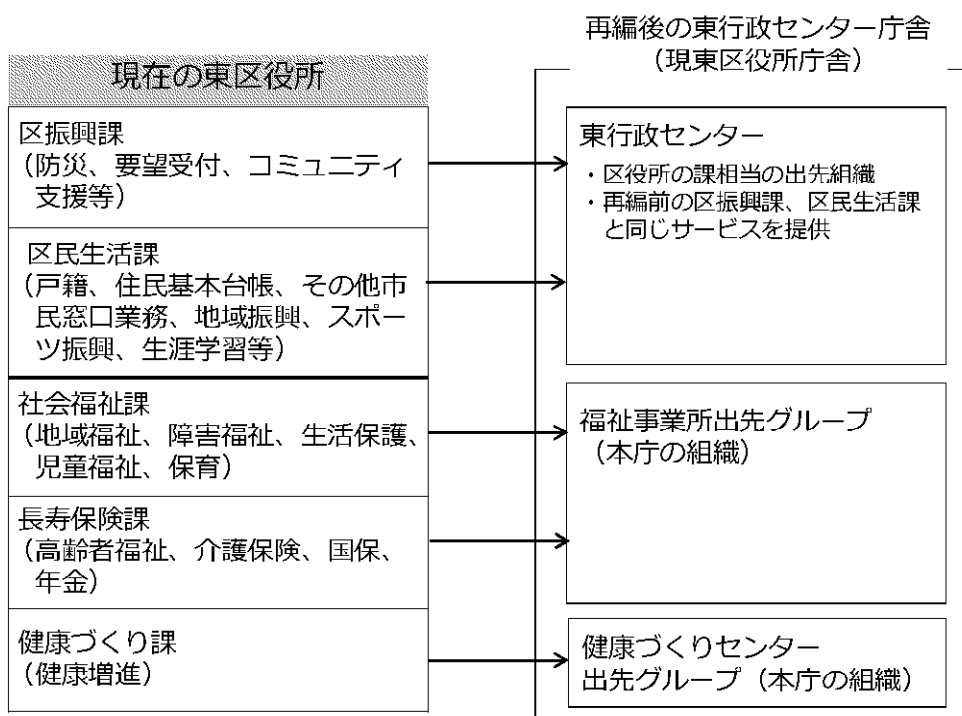 再編後の東行政センター庁舎
（現東区役所庁舎）
現在の東区役所
区振興課
（防災、要望受付、コミュニティ
支援等）
区民生活課
（戸籍、住民基本台帳、その他市
民窓口業務、地域振興、スポー
ツ振興、生涯学習等）
社会福祉課
（地域福祉、障害福祉、生活保護、
児童福祉、保育）
長寿保険課
（高齢者福祉、介護保険、国保、
年金）
健康づくり課
（健康増進）
東行政センター
・区役所の課相当の出先組織
・再編前の区振興課、区民生活課
と同じサービスを提供
福祉事業所出先グループ
（本庁の組織）
健康づくりセンター
出先グループ（本庁の組織）